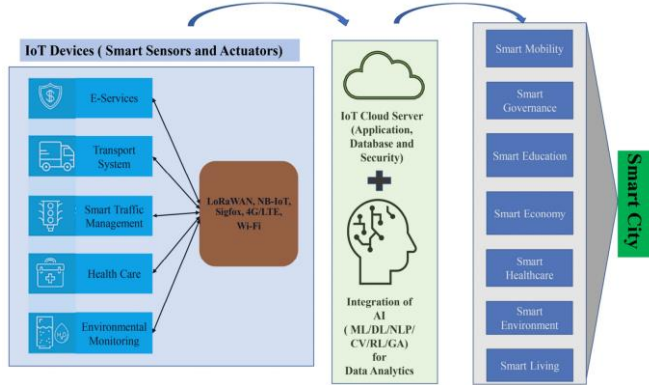 IoT Devices ( Smart Sensors and Actuators)
E-Services
Transport
System
Smart Traffic
Management
Health Care
Environmental
Monitoring
LoRaWAN, NB-IoT,
Sigfox, 4G/LTE,
Wi-Fi
IoT Cloud Server
(Application,
Database and
Security)
Integration of
AI
( ML/DL/NLP/
CV/RL/GA)
for
Data Analytics
Smart Mobility
Smart
Governance
Smart Education
Smart Economy
Smart
Healthcare
Smart
Environment
Smart Living
Smart City